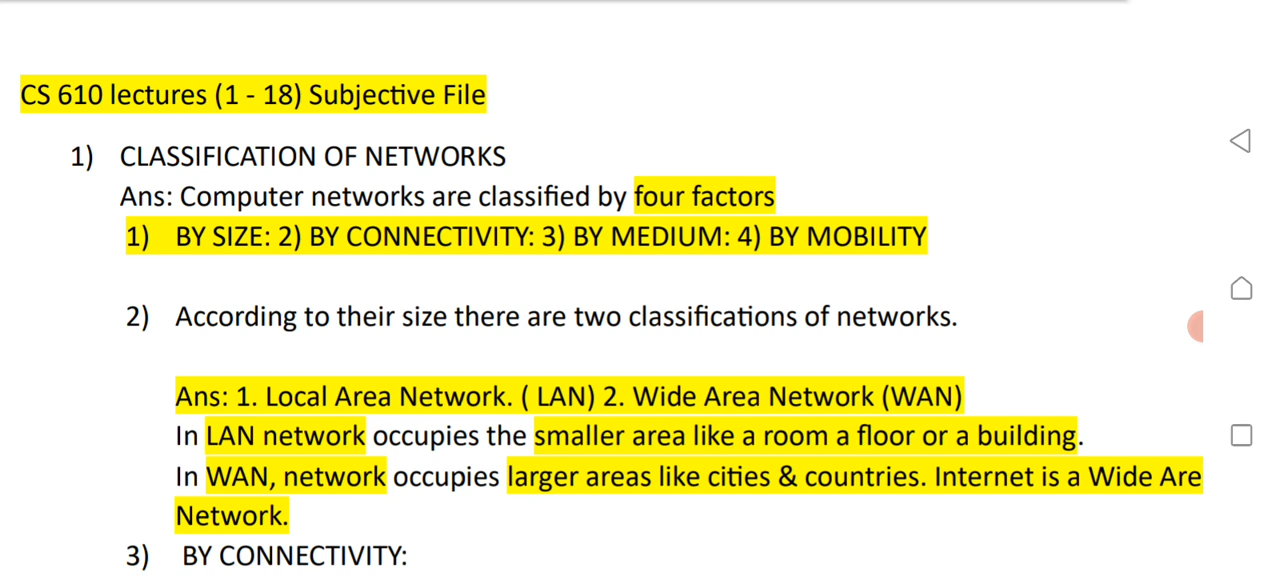 CS 610 lectures (1 - 18) Subjective File
1) CLASSIFICATION OF NETWORKS
Ans: Computer networks are classified by four factors
1) BY SIZE: 2) BY CONNECTIVITY: 3) BY MEDIUM: 4) BY MOBILITY
2) According to their size there are two classifications of networks.
Ans: 1. Local Area Network. ( LAN) 2. Wide Area Network (WAN)
In LAN network occupies the smaller area like a room a floor or a building.
In WAN, network occupies larger areas like cities & countries. Internet is a Wide Are
Network.
3) BY CONNECTIVITY: